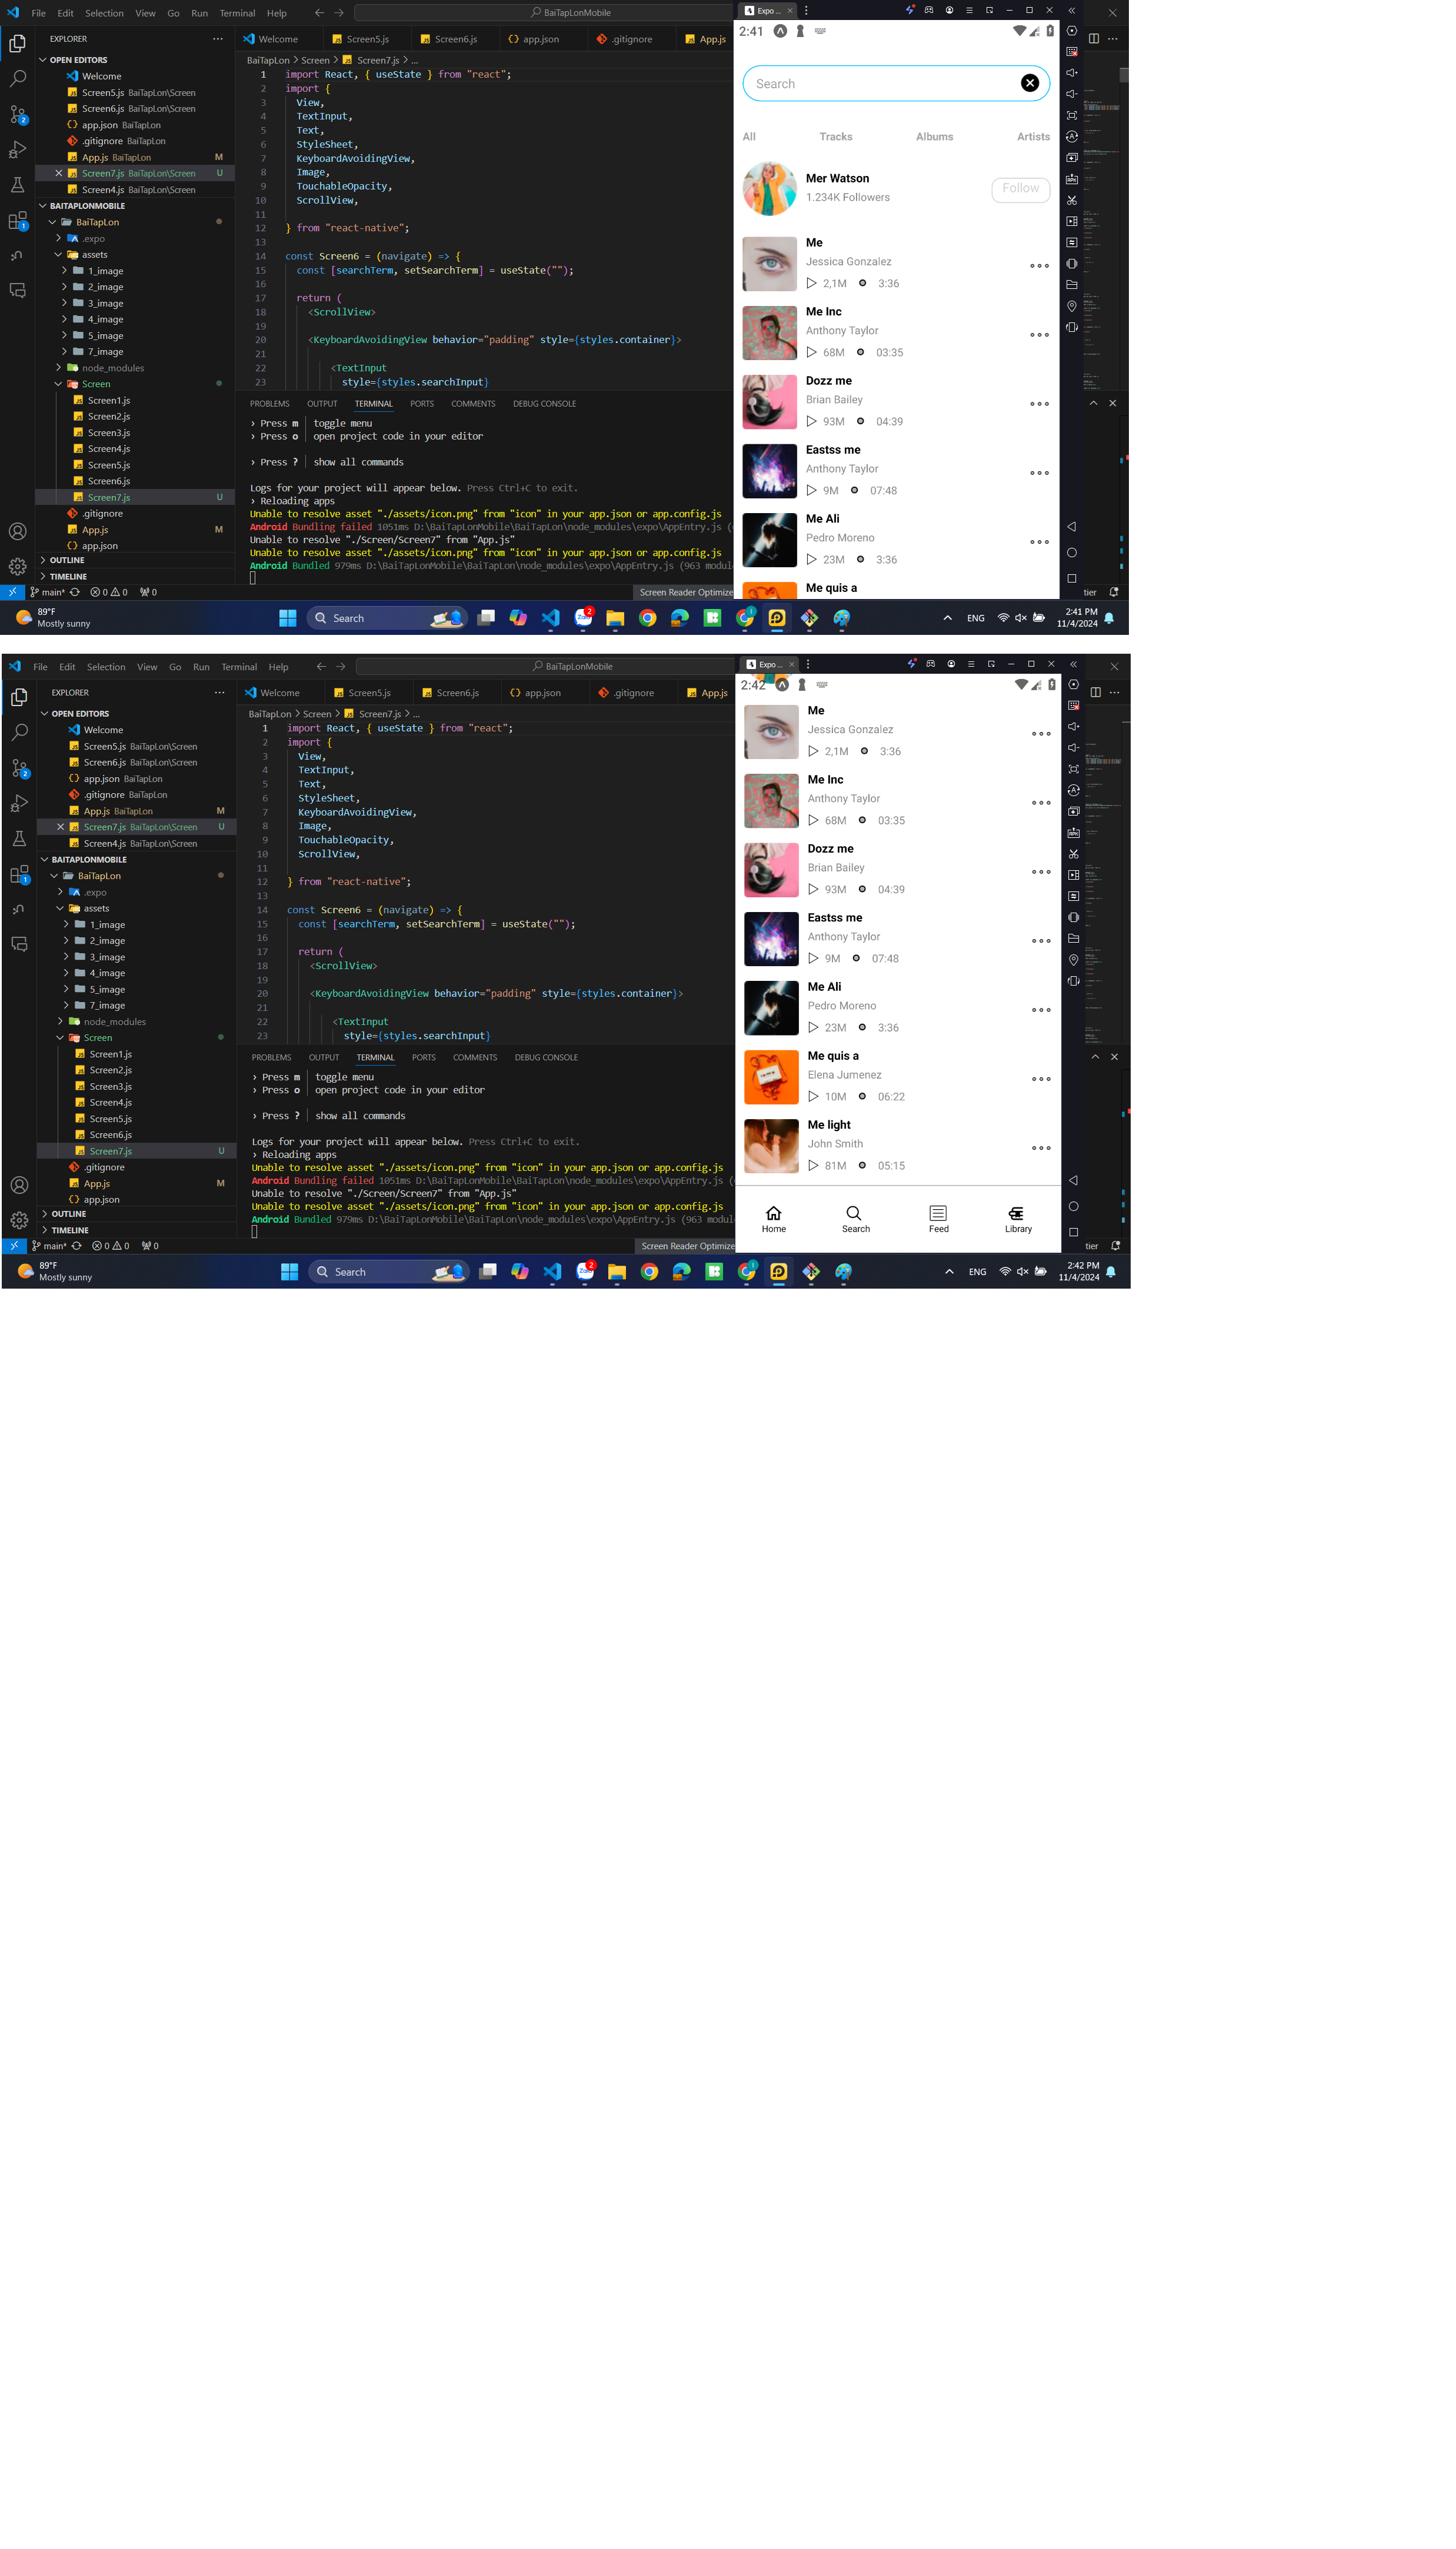 File Edit Selection View Go Run Terminal Help BaiTapLonMobile Expo ...
EXPLORER Welcome Screen5.js Screen6.js app.json .gitignore App.js
OPEN EDITORS
Welcome
Screen5.js BaiTapLon\Screen
Screen6.js BaiTapLon\Screen
app.json BaiTapLon
.gitignore BaiTapLon
App.js BaiTapLon M
Screen7.js BaiTapLon\Screen U
Screen4.js BaiTapLon\Screen
BAITAPLONMOBILE
BaiTapLon
.expo
assets
1_image
2_image
3_image
4_image
5_image
7_image
node_modules
Screen
Screen1.js
Screen2.js
Screen3.js
Screen4.js
Screen5.js
Screen6.js
Screen7.js U
.gitignore
App.js M
app.json
OUTLINE
TIMELINE
BaiTapLon > Screen > Screen7.js > ...
1 import React, { useState } from "react";
2 import {
3 View,
4 TextInput,
5 Text,
6 StyleSheet,
7 KeyboardAvoidingView,
8 Image,
9 TouchableOpacity,
10 ScrollView,
11
12 } from "react-native";
13
14 const Screen6 = (navigate) => {
15 const [searchTerm, setSearchTerm] = useState("");
16
17 return (
18 <ScrollView>
19
20 <KeyboardAvoidingView behavior="padding" style={styles.container}>
21
22 <TextInput
23 style={styles.searchInput}
PROBLEMS OUTPUT TERMINAL PORTS COMMENTS DEBUG CONSOLE
› Press m │ toggle menu
› Press o │ open project code in your editor
› Press ? │ show all commands
Logs for your project will appear below. Press Ctrl+C to exit.
› Reloading apps
Unable to resolve asset "./assets/icon.png" from "icon" in your app.json or app.config.js
Android Bundling failed 1051ms D:\BaiTapLonMobile\BaiTapLon\node_modules\expo\AppEntry.js (
Unable to resolve "./Screen/Screen7" from "App.js"
Unable to resolve asset "./assets/icon.png" from "icon" in your app.json or app.config.js
Android Bundled 979ms D:\BaiTapLonMobile\BaiTapLon\node_modules\expo\AppEntry.js (963 modul
2:41
Search
All Tracks Albums Artists
Mer Watson
1.234K Followers
Follow
Me
Jessica Gonzalez
2,1M 3:36
Me Inc
Anthony Taylor
68M 03:35
Dozz me
Brian Bailey
93M 04:39
Eastss me
Anthony Taylor
9M 07:48
Me Ali
Pedro Moreno
23M 3:36
Me quis a
main* 0 0 0 Screen Reader Optimize tier
89°F
Mostly sunny
Search
ENG
2:41 PM
11/4/2024
File Edit Selection View Go Run Terminal Help BaiTapLonMobile Expo ...
EXPLORER Welcome Screen5.js Screen6.js app.json .gitignore App.js
OPEN EDITORS
Welcome
Screen5.js BaiTapLon\Screen
Screen6.js BaiTapLon\Screen
app.json BaiTapLon
.gitignore BaiTapLon
App.js BaiTapLon M
Screen7.js BaiTapLon\Screen U
Screen4.js BaiTapLon\Screen
BAITAPLONMOBILE
BaiTapLon
.expo
assets
1_image
2_image
3_image
4_image
5_image
7_image
node_modules
Screen
Screen1.js
Screen2.js
Screen3.js
Screen4.js
Screen5.js
Screen6.js
Screen7.js U
.gitignore
App.js M
app.json
OUTLINE
TIMELINE
BaiTapLon > Screen > Screen7.js > ...
1 import React, { useState } from "react";
2 import {
3 View,
4 TextInput,
5 Text,
6 StyleSheet,
7 KeyboardAvoidingView,
8 Image,
9 TouchableOpacity,
10 ScrollView,
11
12 } from "react-native";
13
14 const Screen6 = (navigate) => {
15 const [searchTerm, setSearchTerm] = useState("");
16
17 return (
18 <ScrollView>
19
20 <KeyboardAvoidingView behavior="padding" style={styles.container}>
21
22 <TextInput
23 style={styles.searchInput}
PROBLEMS OUTPUT TERMINAL PORTS COMMENTS DEBUG CONSOLE
› Press m │ toggle menu
› Press o │ open project code in your editor
› Press ? │ show all commands
Logs for your project will appear below. Press Ctrl+C to exit.
› Reloading apps
Unable to resolve asset "./assets/icon.png" from "icon" in your app.json or app.config.js
Android Bundling failed 1051ms D:\BaiTapLonMobile\BaiTapLon\node_modules\expo\AppEntry.js (
Unable to resolve "./Screen/Screen7" from "App.js"
Unable to resolve asset "./assets/icon.png" from "icon" in your app.json or app.config.js
Android Bundled 979ms D:\BaiTapLonMobile\BaiTapLon\node_modules\expo\AppEntry.js (963 modul
2:42
Me
Jessica Gonzalez
2,1M 3:36
Me Inc
Anthony Taylor
68M 03:35
Dozz me
Brian Bailey
93M 04:39
Eastss me
Anthony Taylor
9M 07:48
Me Ali
Pedro Moreno
23M 3:36
Me quis a
Elena Jumenez
10M 06:22
Me light
John Smith
81M 05:15
Home Search Feed Library
main* 0 0 0 Screen Reader Optimize tier
89°F
Mostly sunny
Search
ENG
2:42 PM
11/4/2024